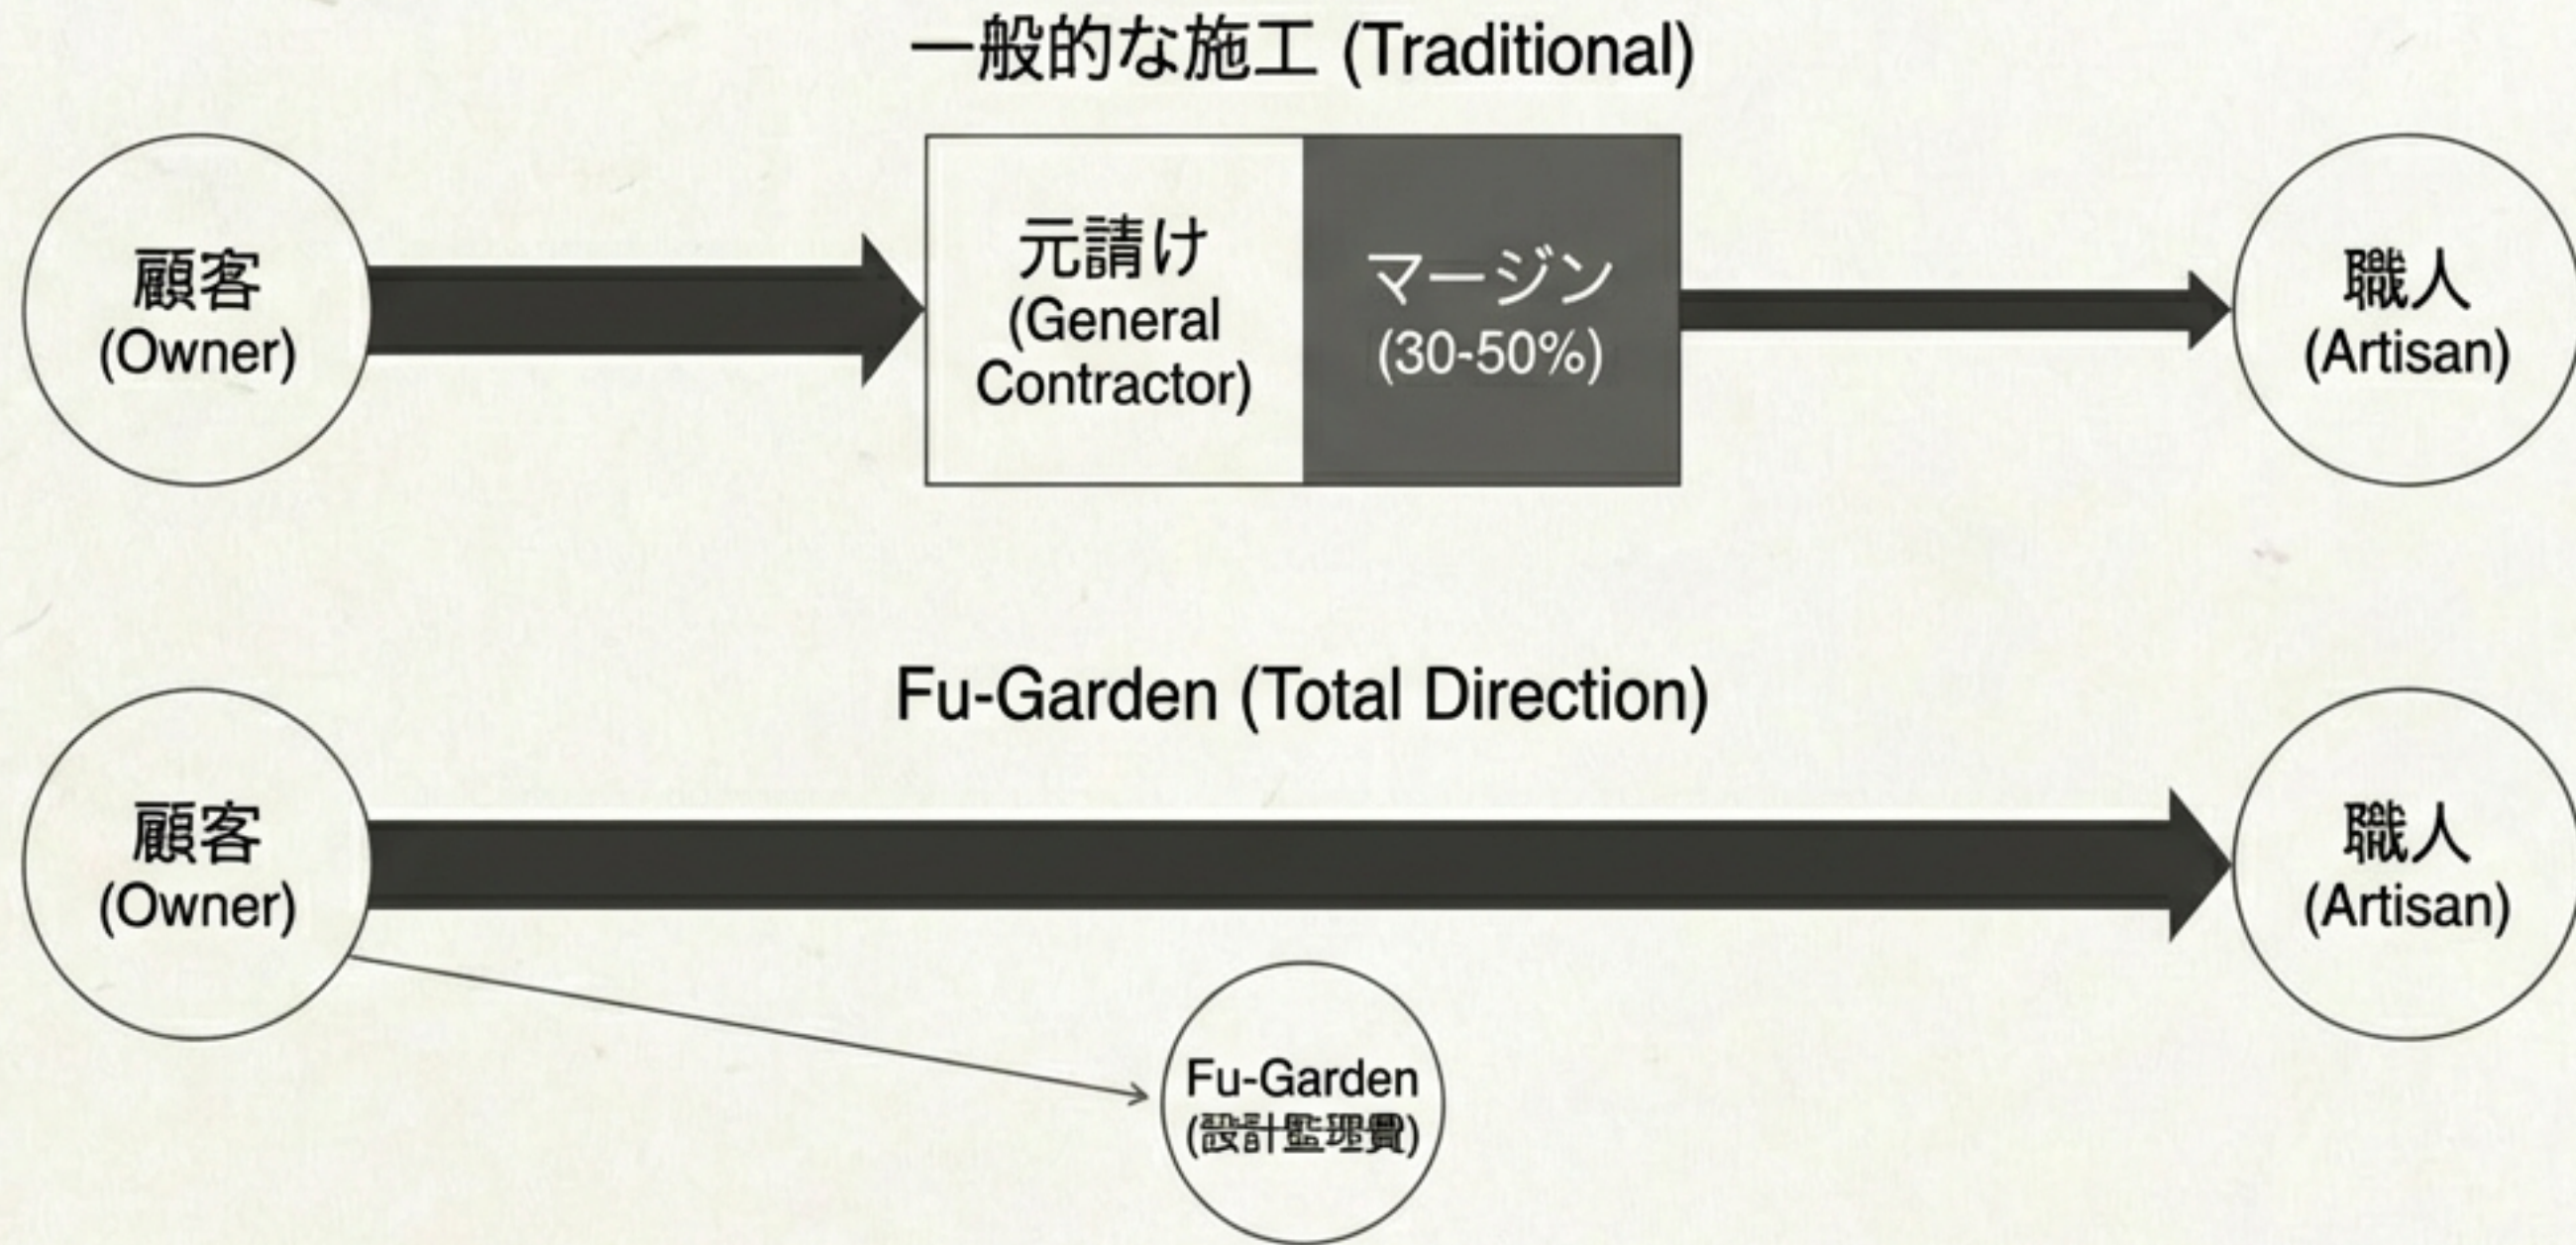 一般的な施工 (Traditional)
顧客
(Owner)
元請け
(General
Contractor)
マージン
(30-50%)
職人
(Artisan)
Fu-Garden (Total Direction)
顧客
(Owner)
職人
(Artisan)
Fu-Garden
(設計監理費)